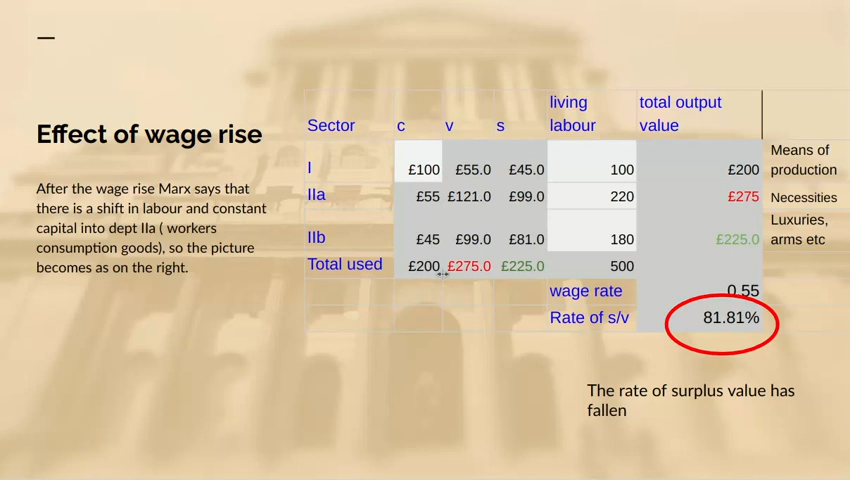 Effect of wage rise
After the wage rise Marx says that
there is a shift in labour and constant
capital into dept IIa ( workers
consumption goods), so the picture
becomes as on the right.
Sector c v s living labour total output value
I £100 £55.0 £45.0 100 £200 Means of production
IIa £55 £121.0 £99.0 220 £275 Necessities
IIb £45 £99.0 £81.0 180 £225.0 Luxuries, arms etc
Total used £200 £275.0 £225.0 500
wage rate 0.55
Rate of s/v 81.81%
The rate of surplus value has
fallen